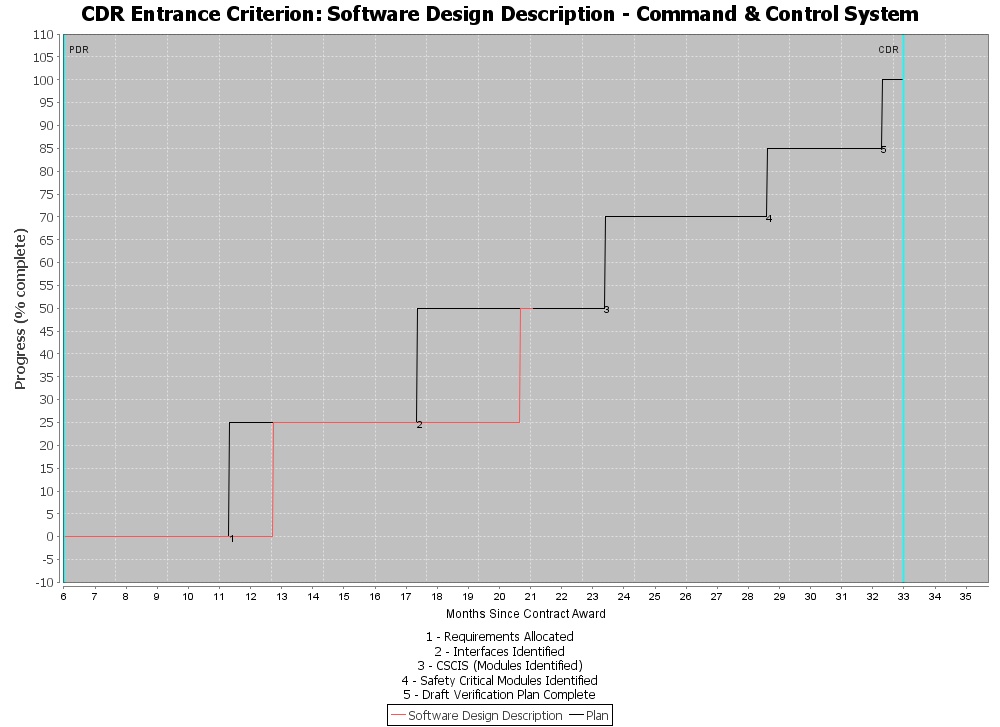 CDR Entrance Criterion: Software Design Description - Command & Control System
110
105
100
95
90
85
80
75
70
65
60
55
50
45
40
35
30
25
20
15
10
5
0
-5
-10
Progress (% complete)
PDR
CDR
1
2
3
4
5
6 7 8 9 10 11 12 13 14 15 16 17 18 19 20 21 22 23 24 25 26 27 28 29 30 31 32 33 34 35
Months Since Contract Award
1 - Requirements Allocated
2 - Interfaces Identified
3 - CSCIS (Modules Identified)
4 - Safety Critical Modules Identified
5 - Draft Verification Plan Complete
Software Design Description Plan